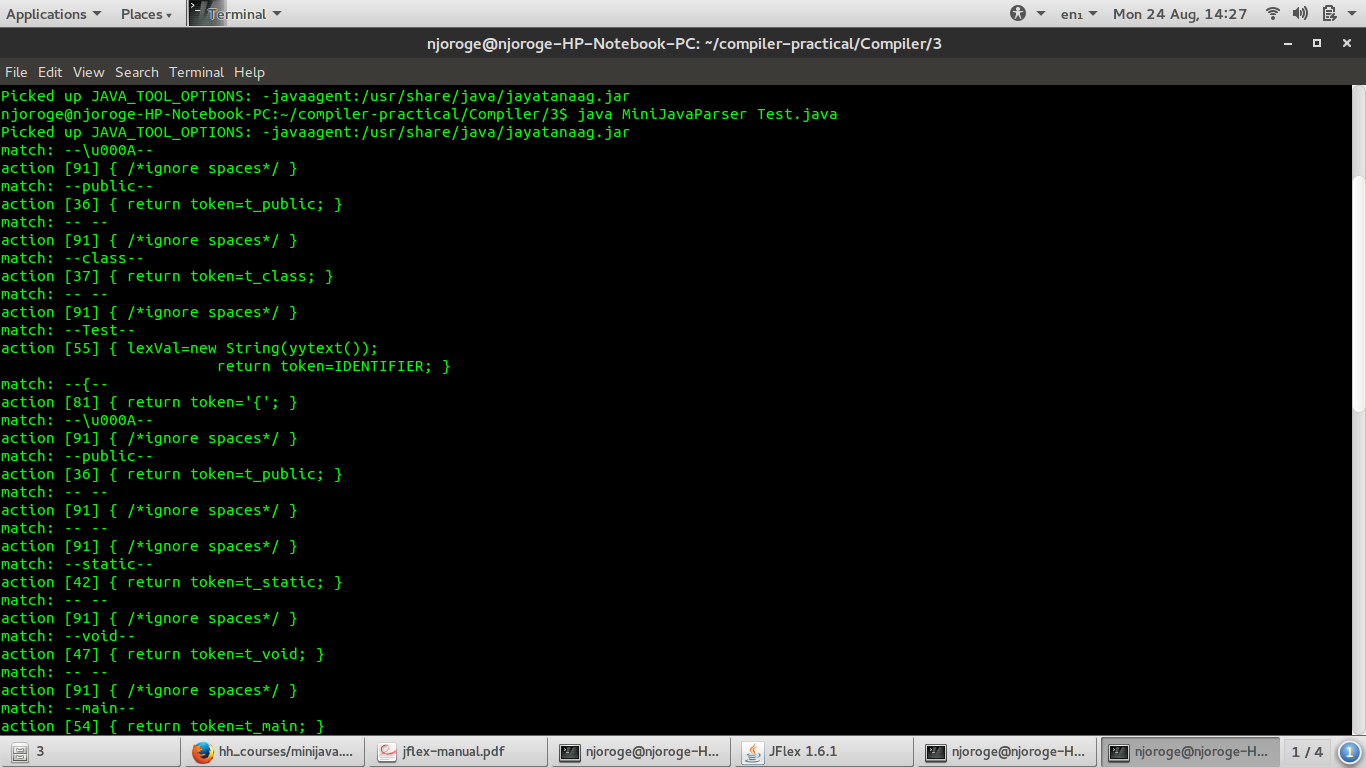 Applications Places Terminal en₁ Mon 24 Aug, 14:27
njoroge@njoroge-HP-Notebook-PC: ~/compiler-practical/Compiler/3
File Edit View Search Terminal Help
Picked up JAVA_TOOL_OPTIONS: -javaagent:/usr/share/java/jayatanaag.jar
njoroge@njoroge-HP-Notebook-PC:~/compiler-practical/Compiler/3$ java MiniJavaParser Test.java
Picked up JAVA_TOOL_OPTIONS: -javaagent:/usr/share/java/jayatanaag.jar
match: --\u000A--
action [91] { /*ignore spaces*/ }
match: --public--
action [36] { return token=t_public; }
match: -- --
action [91] { /*ignore spaces*/ }
match: --class--
action [37] { return token=t_class; }
match: -- --
action [91] { /*ignore spaces*/ }
match: --Test--
action [55] { lexVal=new String(yytext());
                        return token=IDENTIFIER; }
match: --{--
action [81] { return token='{'; }
match: --\u000A--
action [91] { /*ignore spaces*/ }
match: --public--
action [36] { return token=t_public; }
match: -- --
action [91] { /*ignore spaces*/ }
match: -- --
action [91] { /*ignore spaces*/ }
match: --static--
action [42] { return token=t_static; }
match: -- --
action [91] { /*ignore spaces*/ }
match: --void--
action [47] { return token=t_void; }
match: -- --
action [91] { /*ignore spaces*/ }
match: --main--
action [54] { return token=t_main; }
3 hh_courses/minijava.... jflex-manual.pdf njoroge@njoroge-H... JFlex 1.6.1 njoroge@njoroge-H... njoroge@njoroge-H... 1 / 4 1